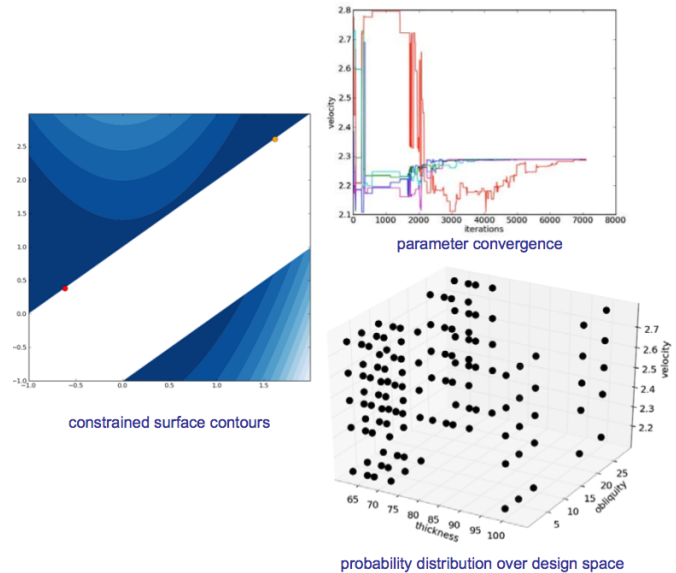 2.8
2.7
2.6
2.5
2.4
2.3
2.2
2.1
velocity
0 1000 2000 3000 4000 5000 6000 7000 8000
iterations
parameter convergence
2.5
2.0
1.5
1.0
0.5
0.0
-0.5
-1.0
-1.0 -0.5 0.0 0.5 1.0 1.5
constrained surface contours
2.7
2.6
2.5
2.4
2.3
2.2
velocity
65 70 75 80 85 90 95 100
thickness
5 10 15 20 25
obliquity
probability distribution over design space